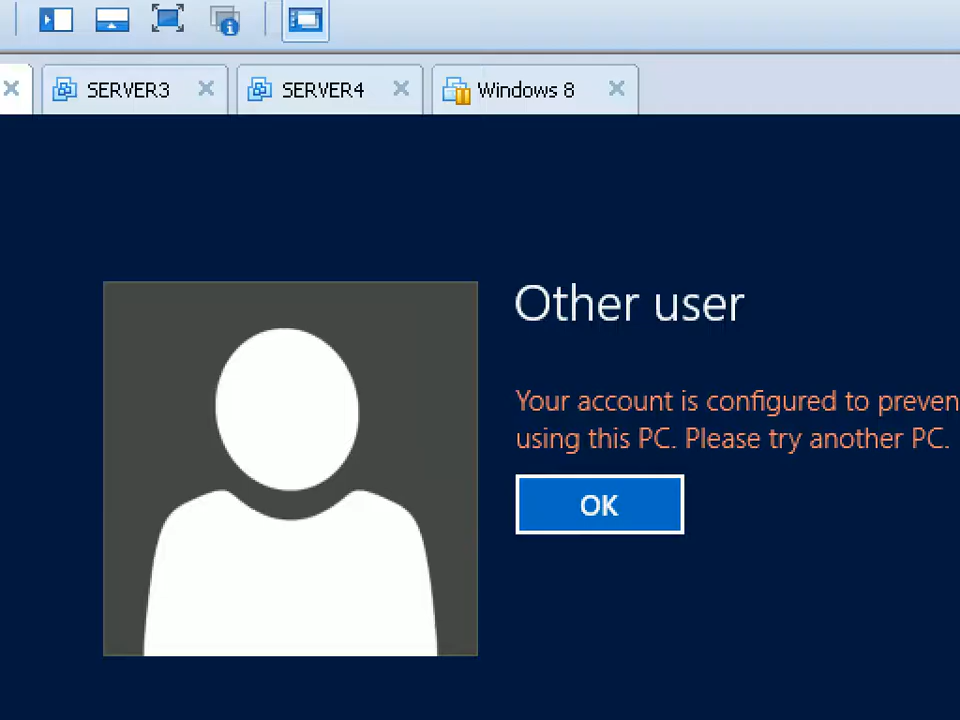 SERVER3
SERVER4
Windows 8
Other user
Your account is configured to preven
using this PC. Please try another PC.
OK